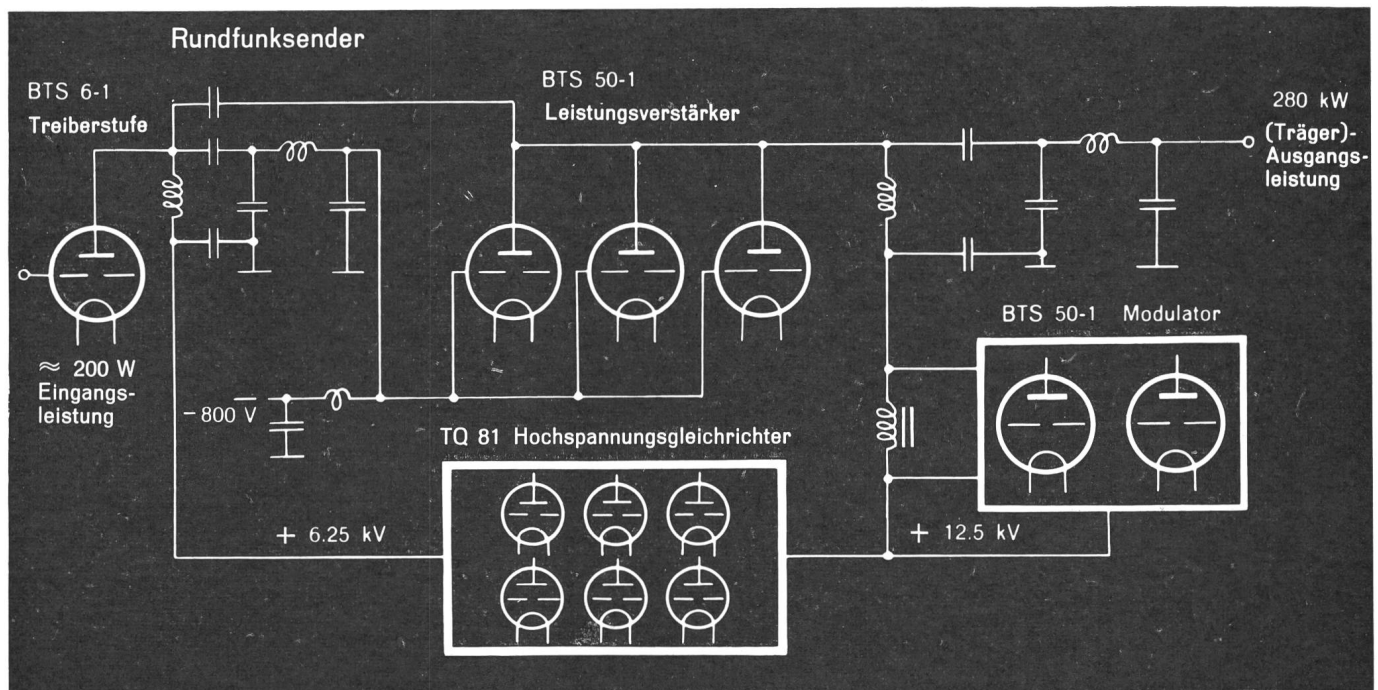 Rundfunksender
BTS 6-1
Treiberstufe
BTS 50-1
Leistungsverstärker
280 kW
(Träger)-
Ausgangs-
leistung
≈ 200 W
Eingangs-
leistung
− 800 V
BTS 50-1 Modulator
TQ 81 Hochspannungsgleichrichter
+ 6.25 kV
+ 12.5 kV